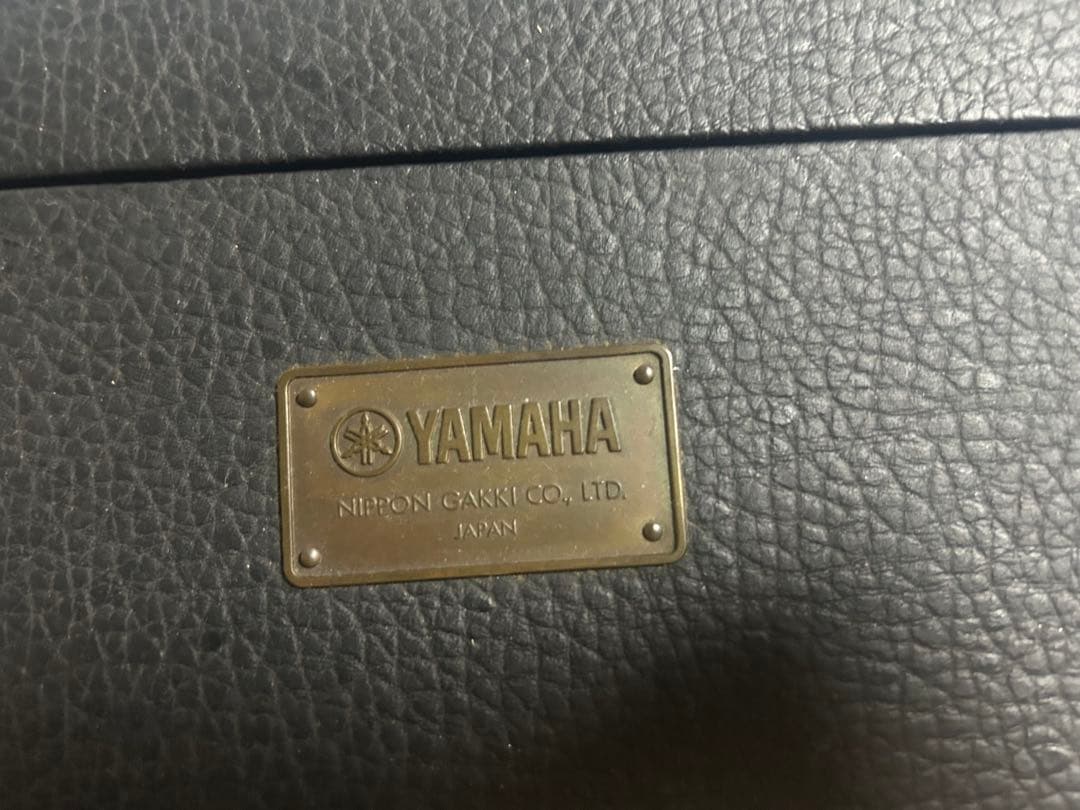 YAMAHA
NIPPON GAKKI CO., LTD.
JAPAN